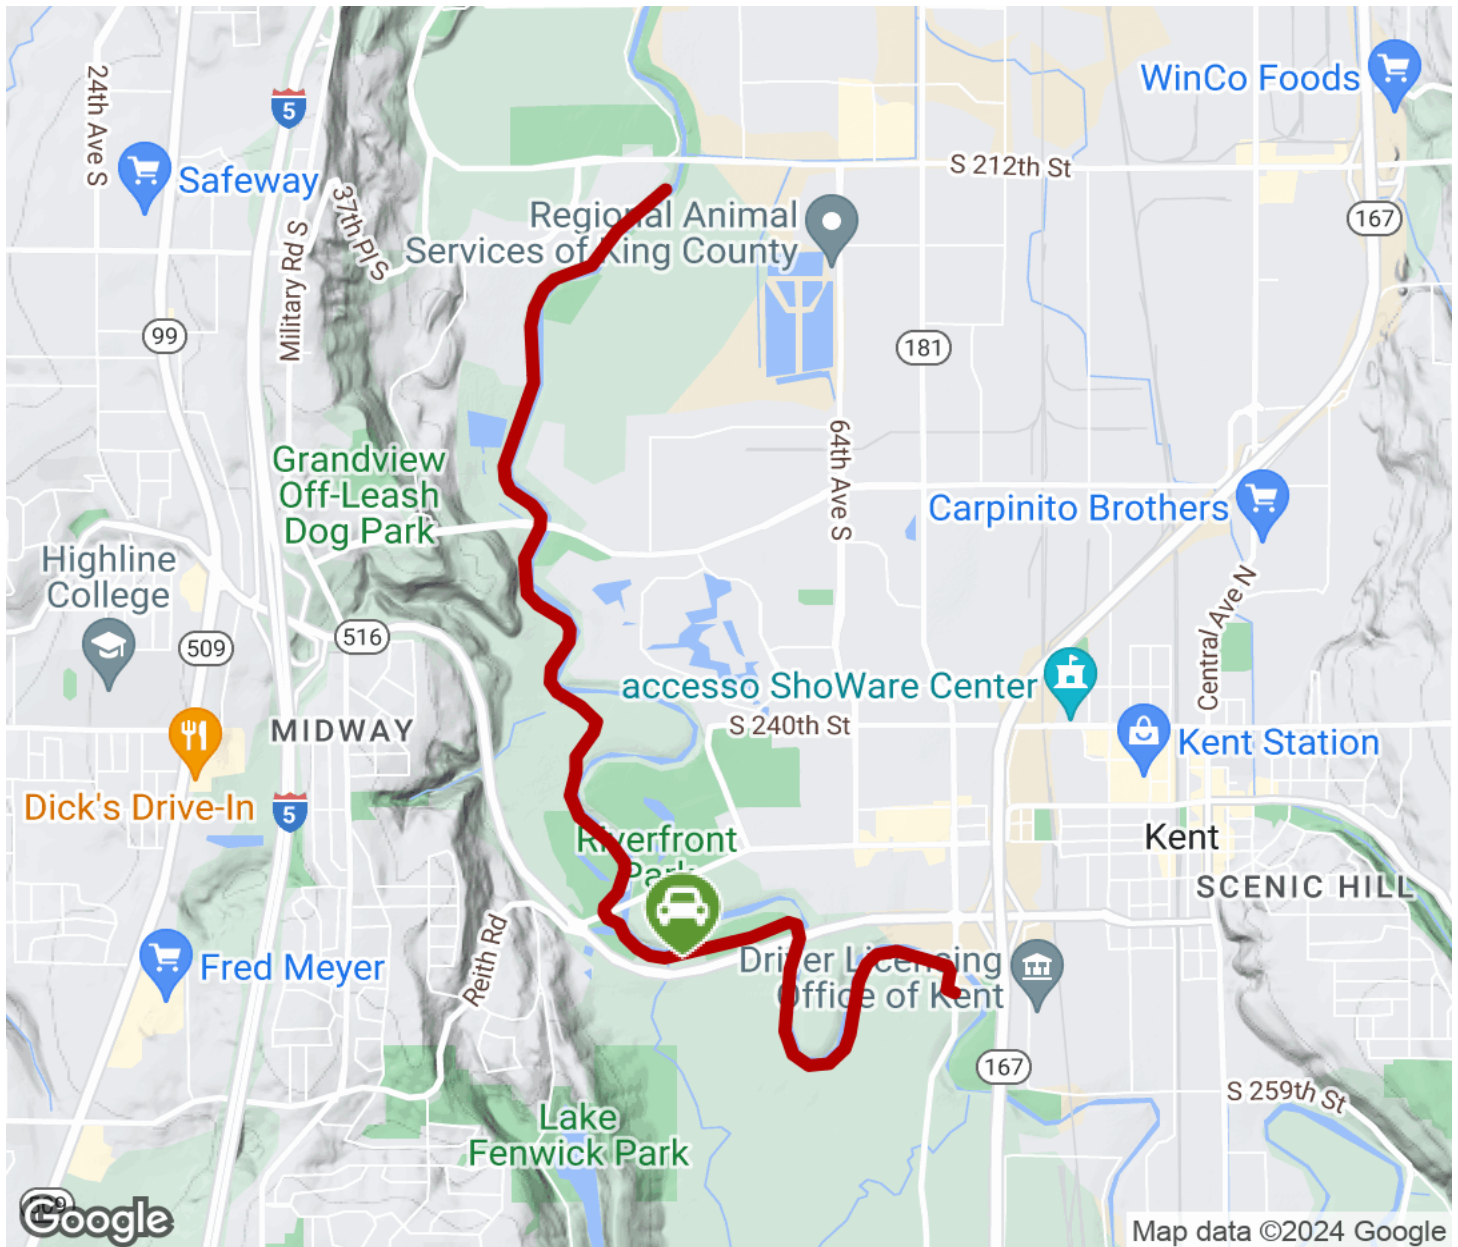 WinCo Foods
24th Ave S
5
Safeway
S 212th St
37th Pl S
Regional Animal
Services of King County
167
Military Rd S
99
181
Grandview
Off-Leash
Dog Park
64th Ave S
Carpinito Brothers
Highline
College
516
509
Central Ave N
accesso ShoWare Center
MIDWAY
S 240th St
Kent Station
Dick's Drive-In
5
Riverfront
Park
Kent
SCENIC HILL
Reith Rd
Fred Meyer
Driver Licensing
Office of Kent
167
S 259th St
Lake
Fenwick Park
509
Google
Map data ©2024 Google